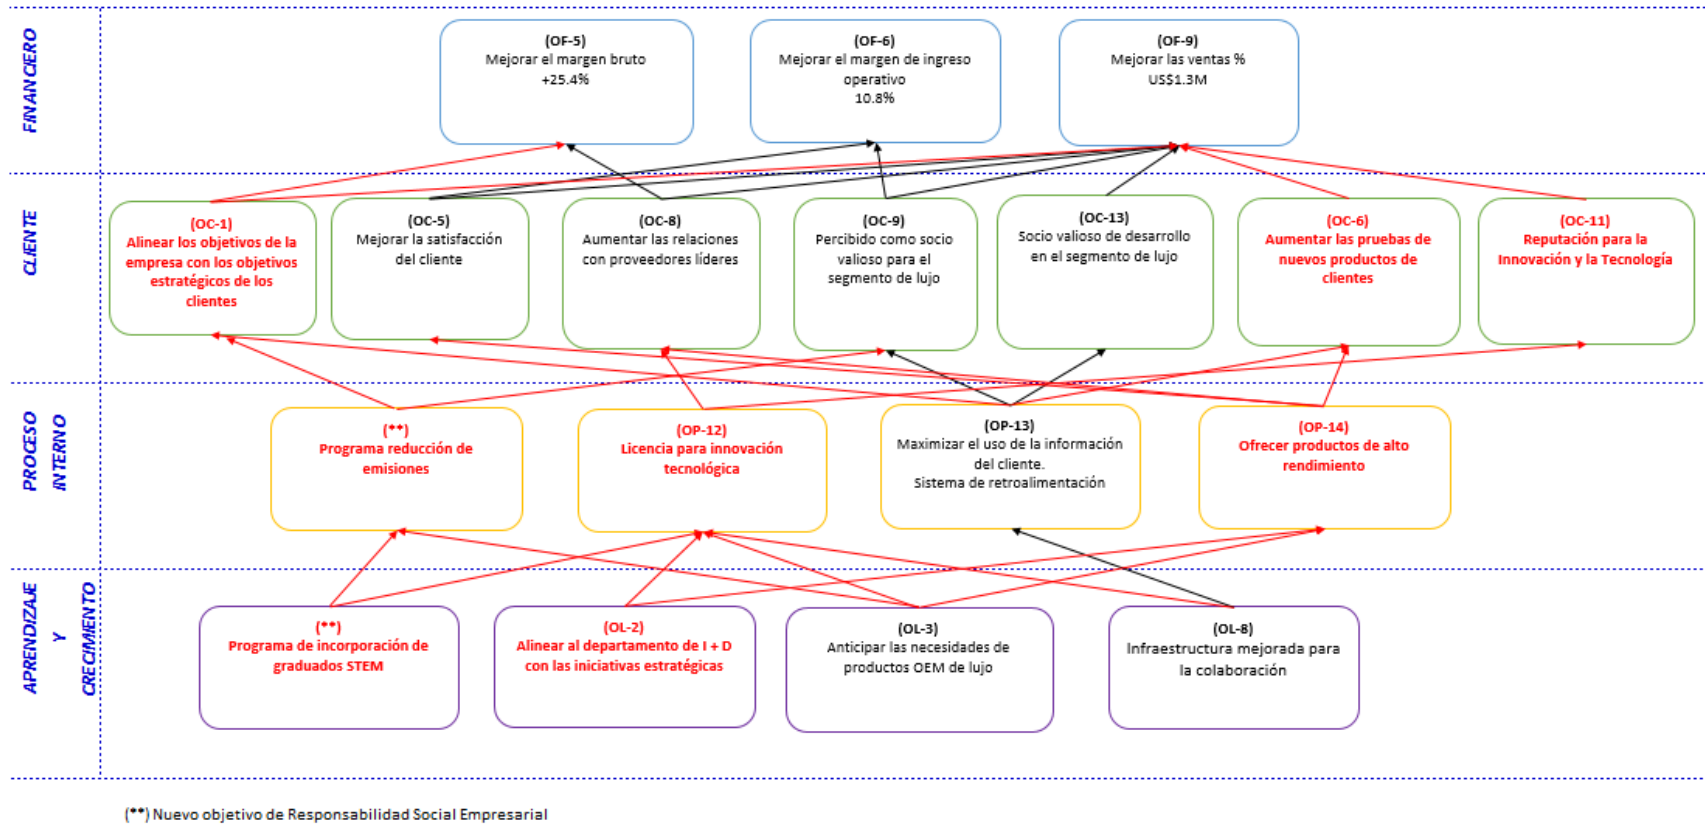 FINANCIERO
(OF-5)
Mejorar el margen bruto
+25.4%
(OF-6)
Mejorar el margen de ingreso
operativo
10.8%
(OF-9)
Mejorar las ventas %
US$1.3M
CLIENTE
(OC-1)
Alinear los objetivos de la
empresa con los objetivos
estratégicos de los
clientes
(OC-5)
Mejorar la satisfacción
del cliente
(OC-8)
Aumentar las relaciones
con proveedores líderes
(OC-9)
Percibido como socio
valioso para el
segmento de lujo
(OC-13)
Socio valioso de desarrollo
en el segmento de lujo
(OC-6)
Aumentar las pruebas de
nuevos productos de
clientes
(OC-11)
Reputación para la
Innovación y la Tecnología
PROCESO
INTERNO
(**)
Programa reducción de
emisiones
(OP-12)
Licencia para innovación
tecnológica
(OP-13)
Maximizar el uso de la información
del cliente.
Sistema de retroalimentación
(OP-14)
Ofrecer productos de alto
rendimiento
APRENDIZAJE
Y
CRECIMIENTO
(**)
Programa de incorporación de
graduados STEM
(OL-2)
Alinear al departamento de I + D
con las iniciativas estratégicas
(OL-3)
Anticipar las necesidades de
productos OEM de lujo
(OL-8)
Infraestructura mejorada para
la colaboración
(**) Nuevo objetivo de Responsabilidad Social Empresarial